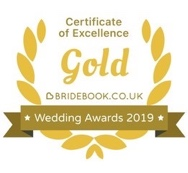 Certificate
of Excellence
Gold
BRIDEBOOK.CO.UK
Wedding Awards 2019